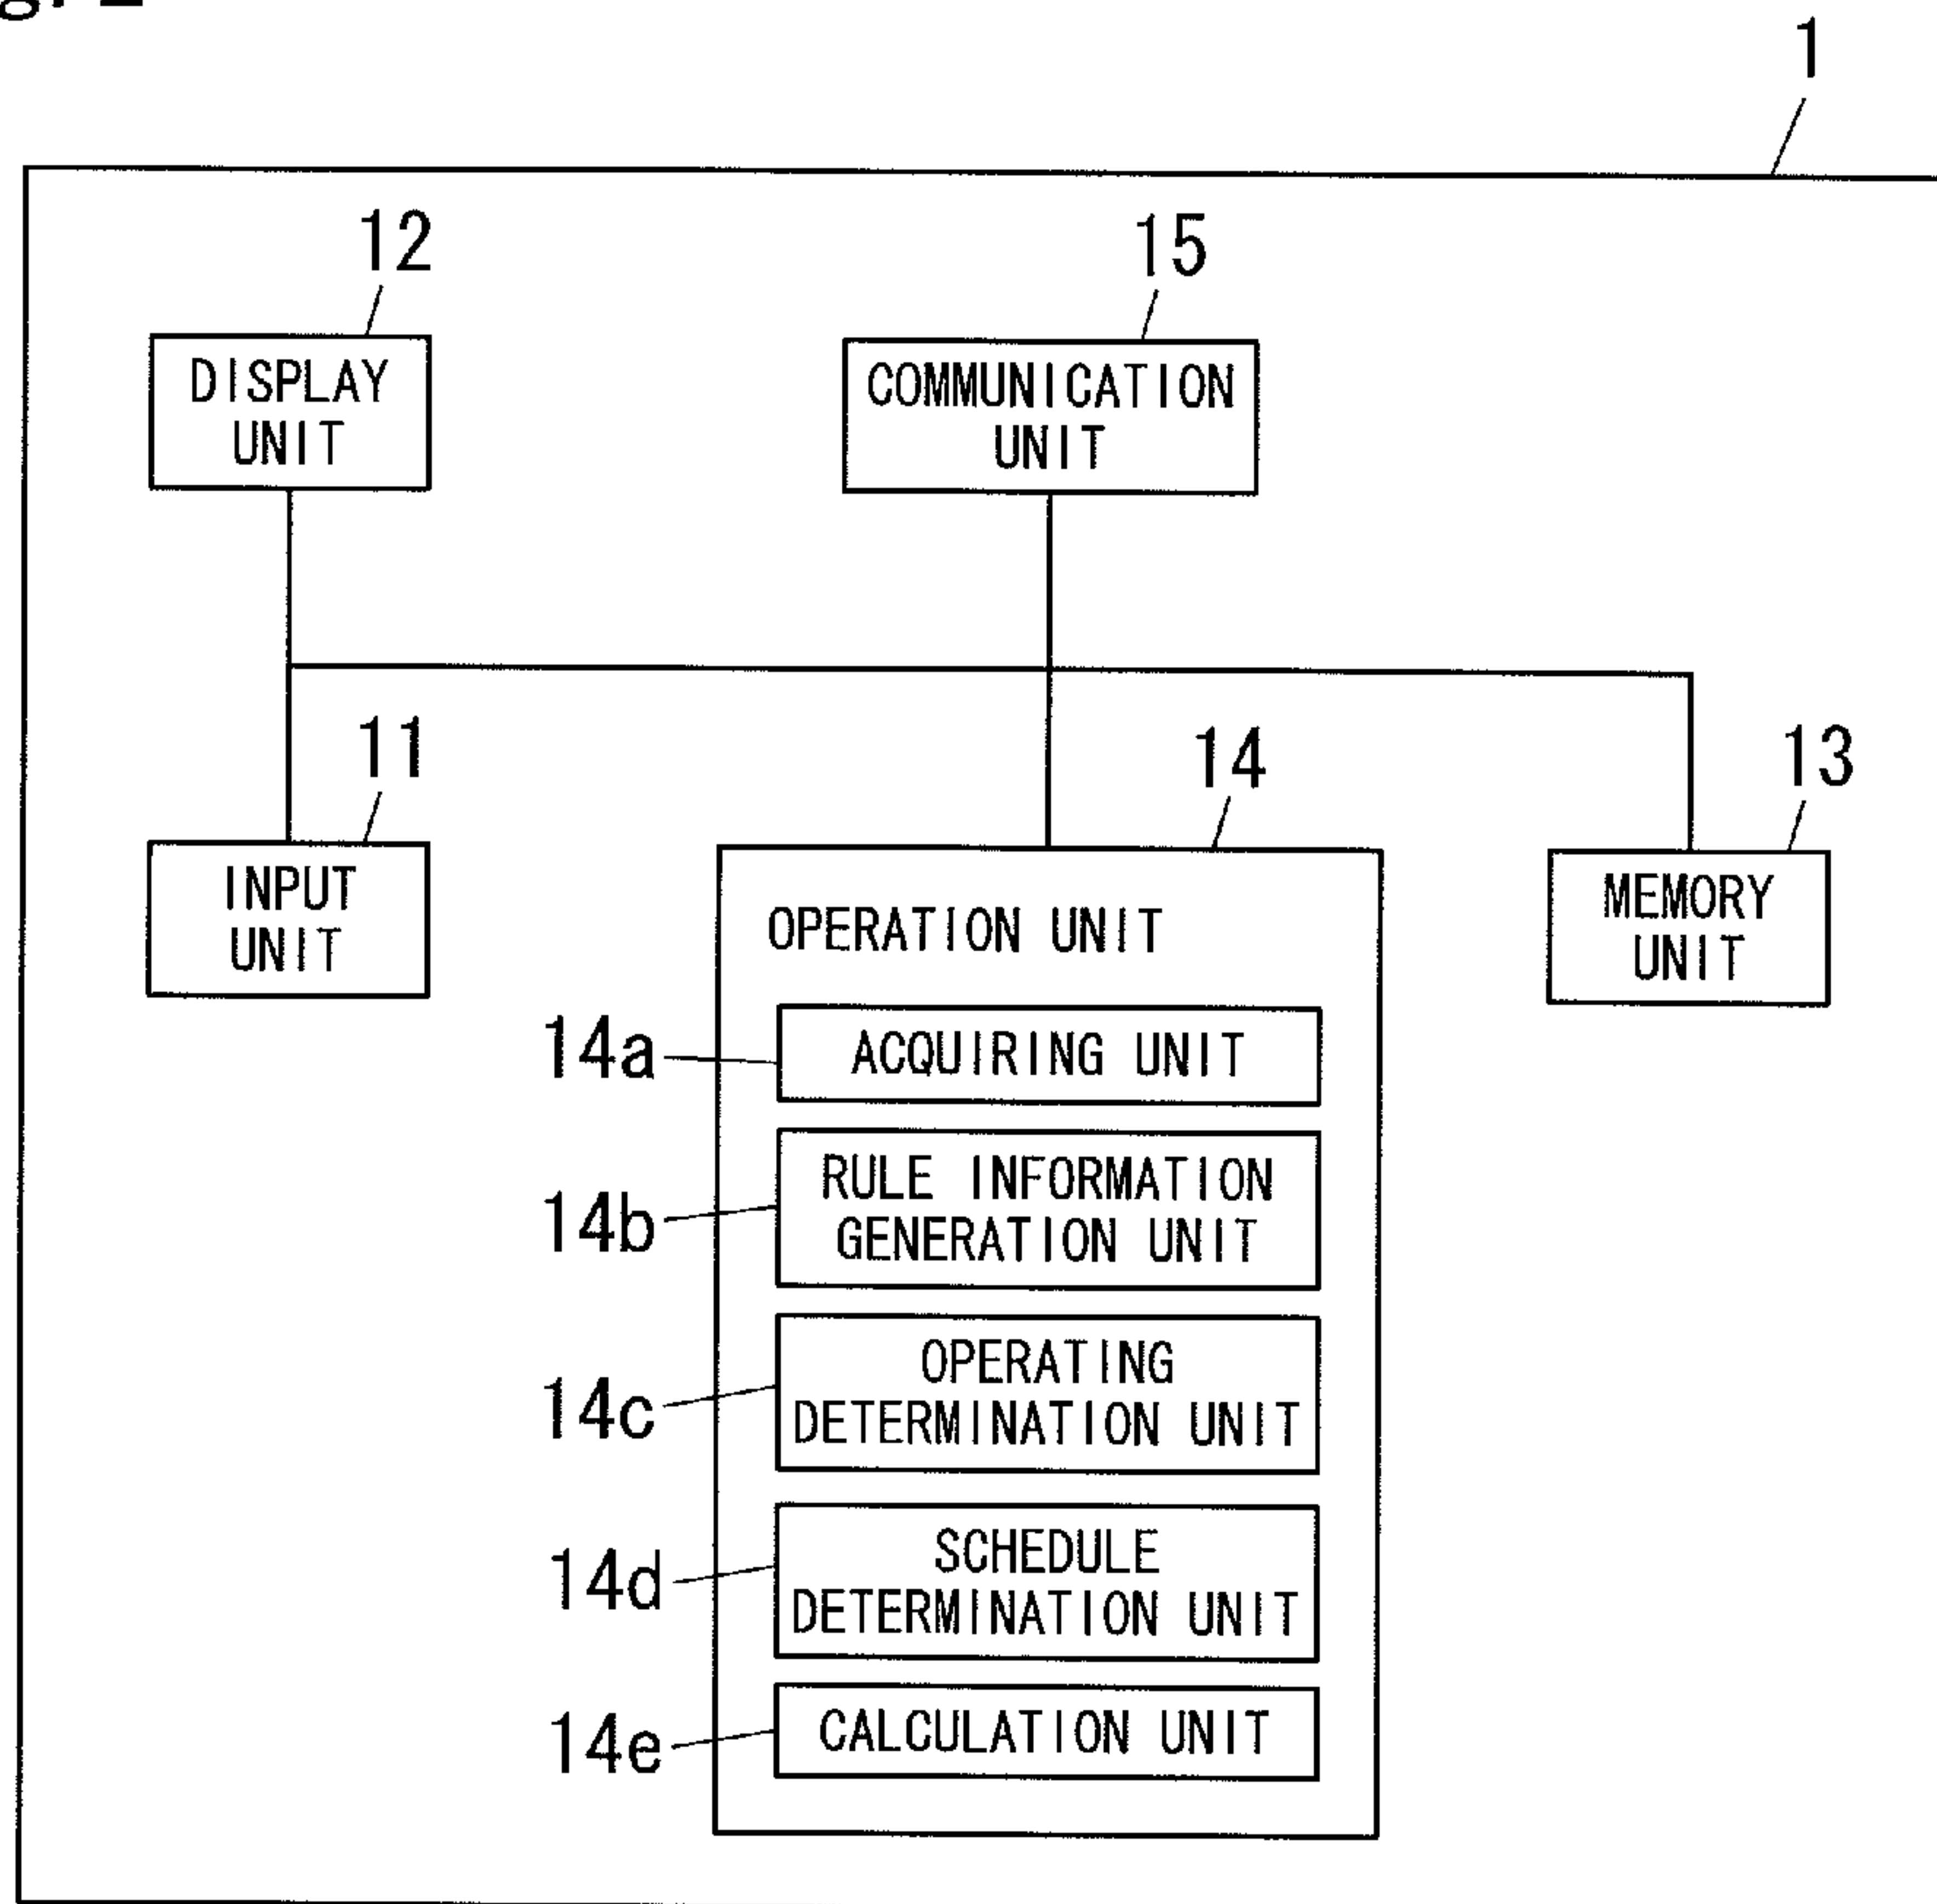 1
12
15
DISPLAY
UNIT
COMMUNICATION
UNIT
11
14
13
INPUT
UNIT
OPERATION UNIT
MEMORY
UNIT
14a
ACQUIRING UNIT
14b
RULE INFORMATION
GENERATION UNIT
14c
OPERATING
DETERMINATION UNIT
14d
SCHEDULE
DETERMINATION UNIT
14e
CALCULATION UNIT